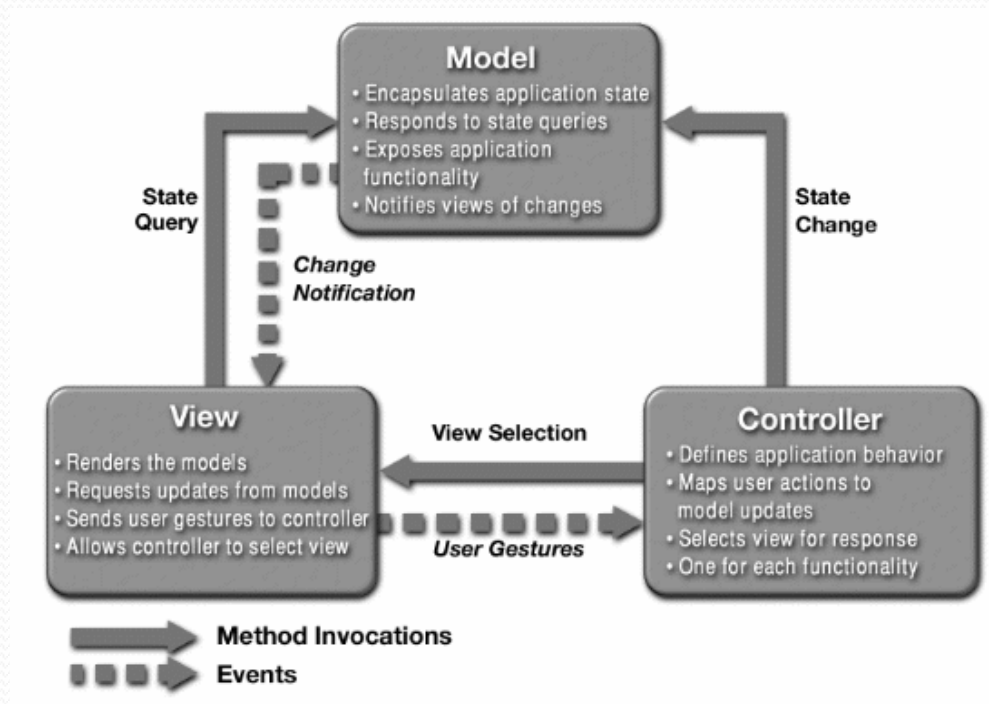 Model
• Encapsulates application state
• Responds to state queries
• Exposes application
functionality
• Notifies views of changes
State
Query
State
Change
Change
Notification
View
• Renders the models
• Requests updates from models
• Sends user gestures to controller
• Allows controller to select view
View Selection
User Gestures
Controller
• Defines application behavior
• Maps user actions to
model updates
• Selects view for response
• One for each functionality
Method Invocations
Events